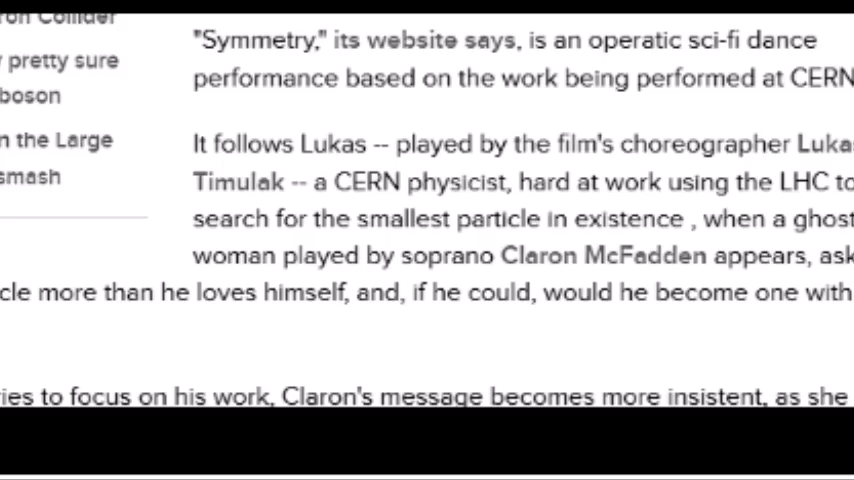 ron Collider
pretty sure
boson
n the Large
smash
"Symmetry," its website says, is an operatic sci-fi dance
performance based on the work being performed at CERN
It follows Lukas -- played by the film's choreographer Luka
Timulak -- a CERN physicist, hard at work using the LHC to
search for the smallest particle in existence , when a ghost
woman played by soprano Claron McFadden appears, ask
cle more than he loves himself, and, if he could, would he become one with
ies to focus on his work, Claron's message becomes more insistent, as she